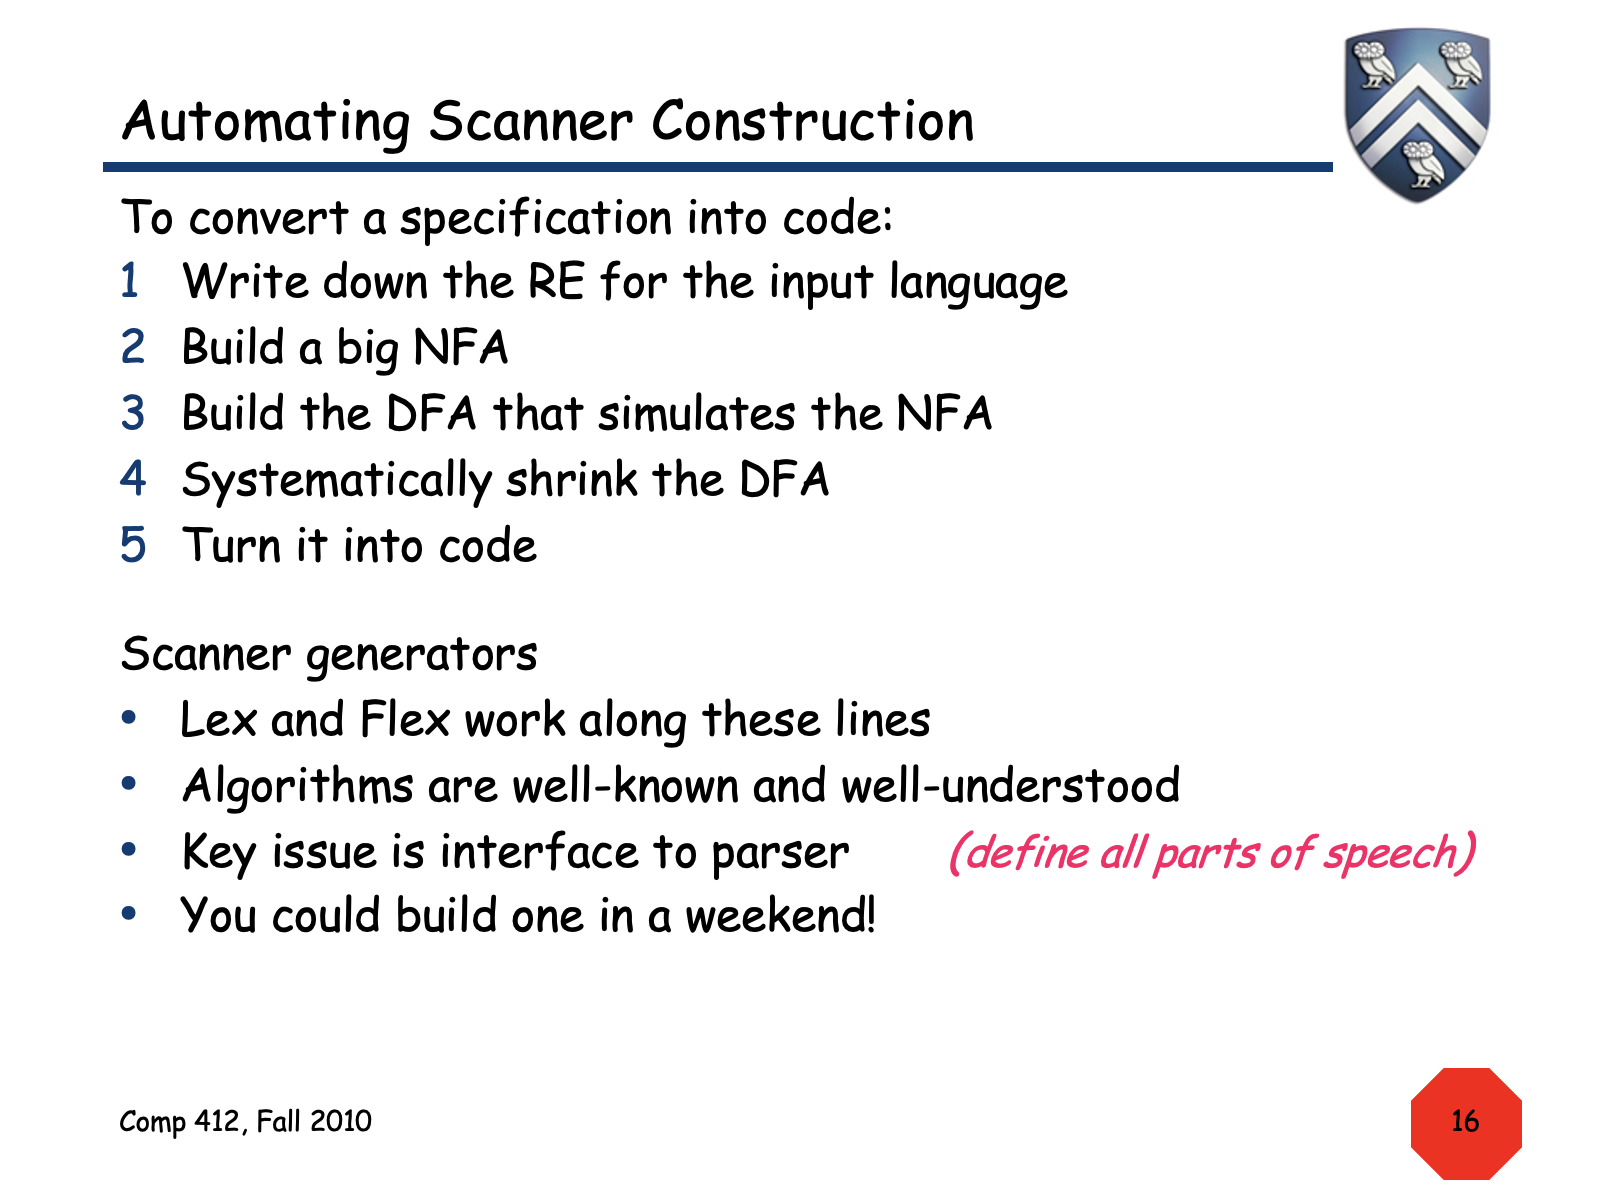 Automating Scanner Construction
To convert a specification into code:
1 Write down the RE for the input language
2 Build a big NFA
3 Build the DFA that simulates the NFA
4 Systematically shrink the DFA
5 Turn it into code
Scanner generators
• Lex and Flex work along these lines
• Algorithms are well-known and well-understood
• Key issue is interface to parser (define all parts of speech)
• You could build one in a weekend!
Comp 412, Fall 2010
16